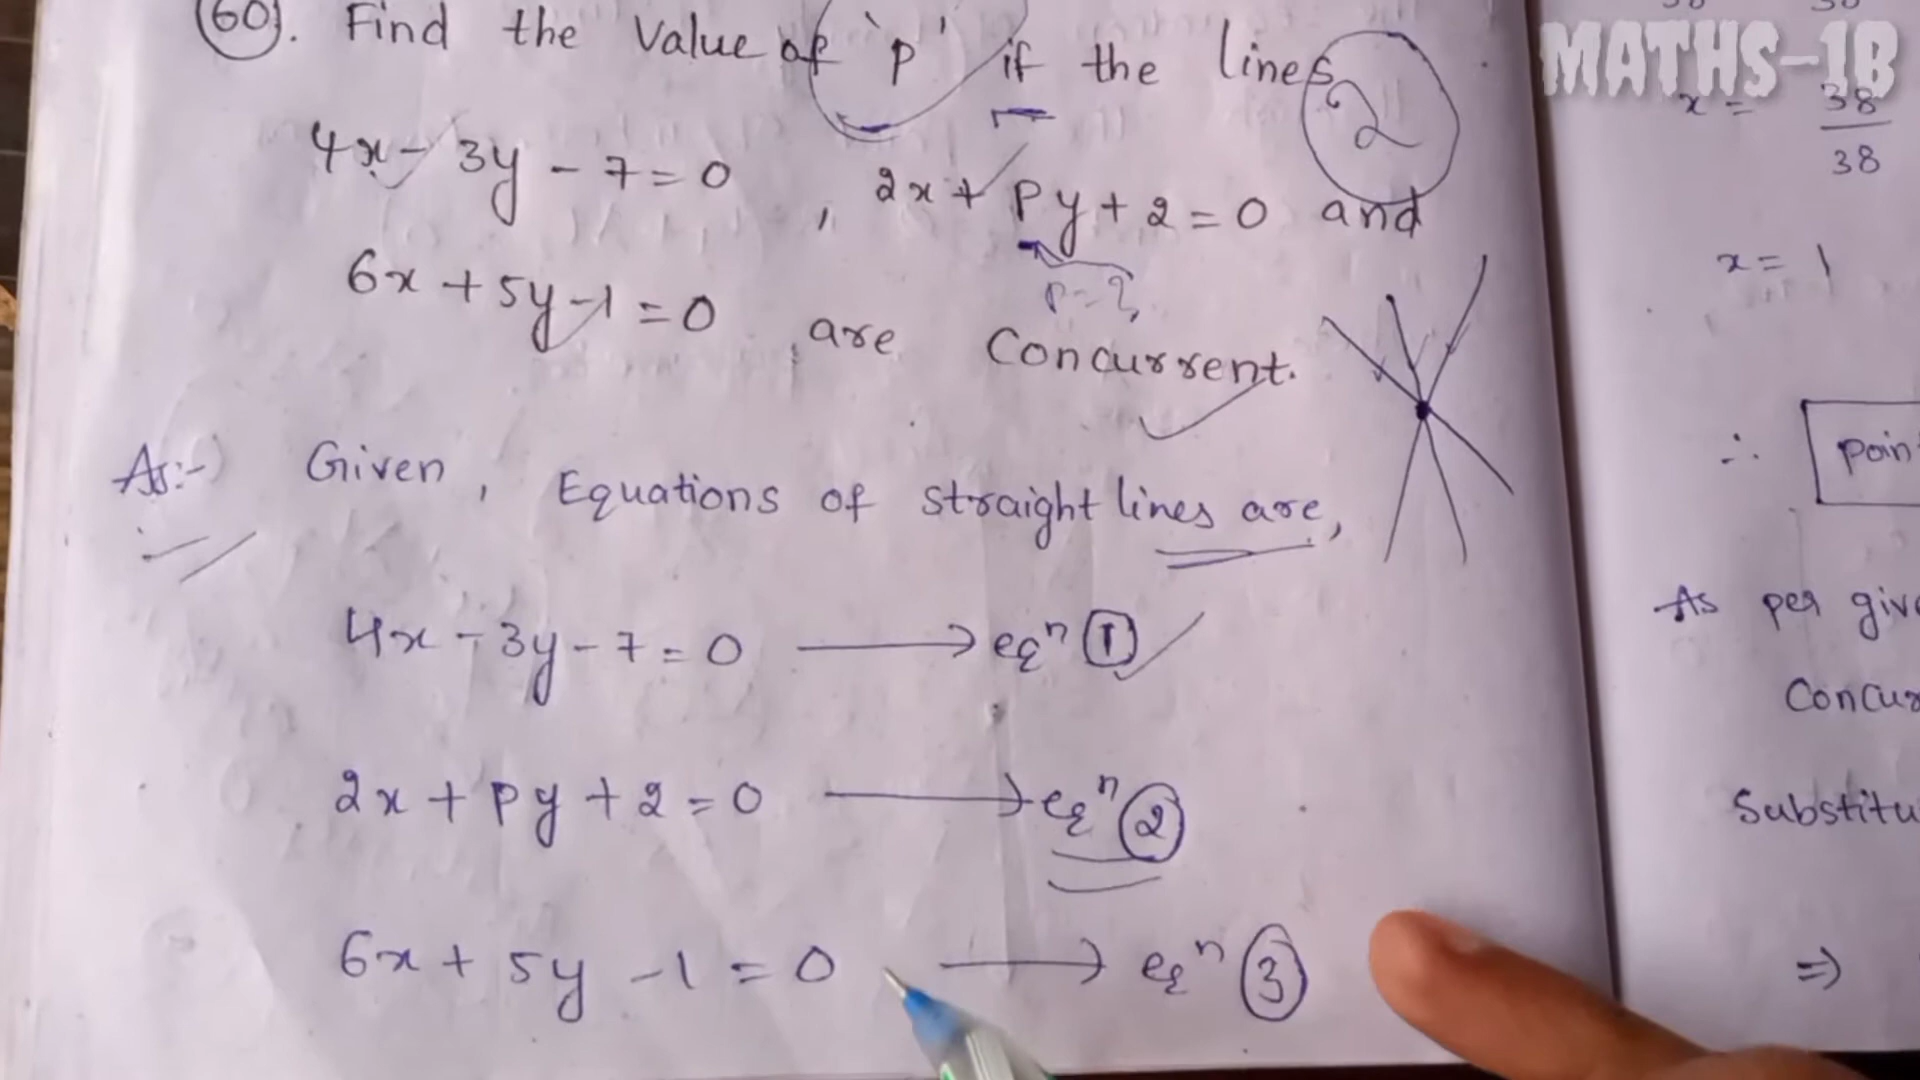 60. Find the Value of 'p' if the lines
2
4x - 3y - 7 = 0 , 2x + py + 2 = 0 and
p = ?
6x + 5y - 1 = 0 , are Concurrent.
As:- Given , Equations of straight lines are,
4x - 3y - 7 = 0 → eqⁿ ①
2x + py + 2 = 0 → eqⁿ ②
6x + 5y - 1 = 0 → eqⁿ ③
MATHS-1B
x = 38/38
x = 1
∴ Poin
As per give
Concur
Substitu
⇒